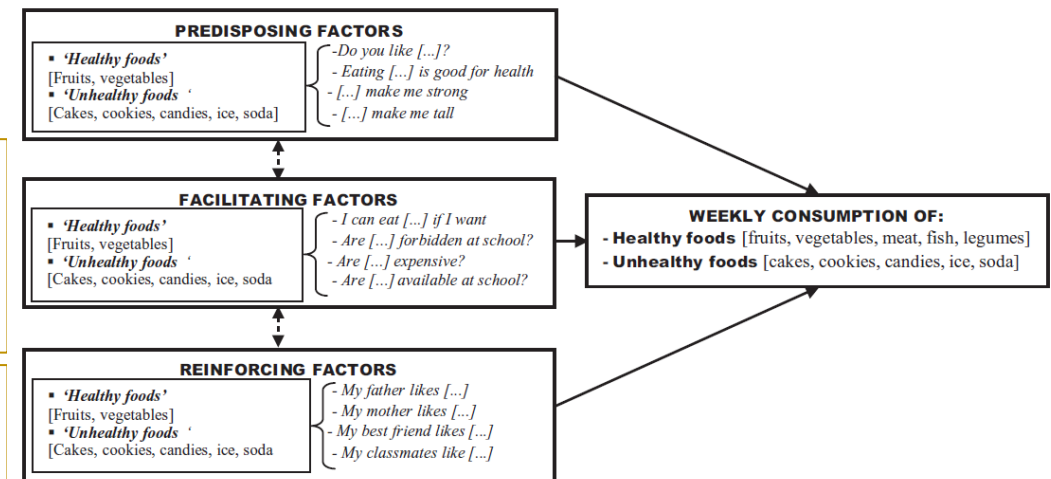 PREDISPOSING FACTORS
▪ ‘Healthy foods’
[Fruits, vegetables]
▪ ‘Unhealthy foods ‘
[Cakes, cookies, candies, ice, soda]
-Do you like [...]?
- Eating [...] is good for health
- [...] make me strong
- [...] make me tall
FACILITATING FACTORS
▪ ‘Healthy foods’
[Fruits, vegetables]
▪ ‘Unhealthy foods ‘
[Cakes, cookies, candies, ice, soda
- I can eat [...] if I want
- Are [...] forbidden at school?
- Are [...] expensive?
- Are [...] available at school?
REINFORCING FACTORS
▪ ‘Healthy foods’
[Fruits, vegetables]
▪ ‘Unhealthy foods ‘
[Cakes, cookies, candies, ice, soda
- My father likes [...]
- My mother likes [...]
- My best friend likes [...]
- My classmates like [...]
WEEKLY CONSUMPTION OF:
- Healthy foods [fruits, vegetables, meat, fish, legumes]
- Unhealthy foods [cakes, cookies, candies, ice, soda]